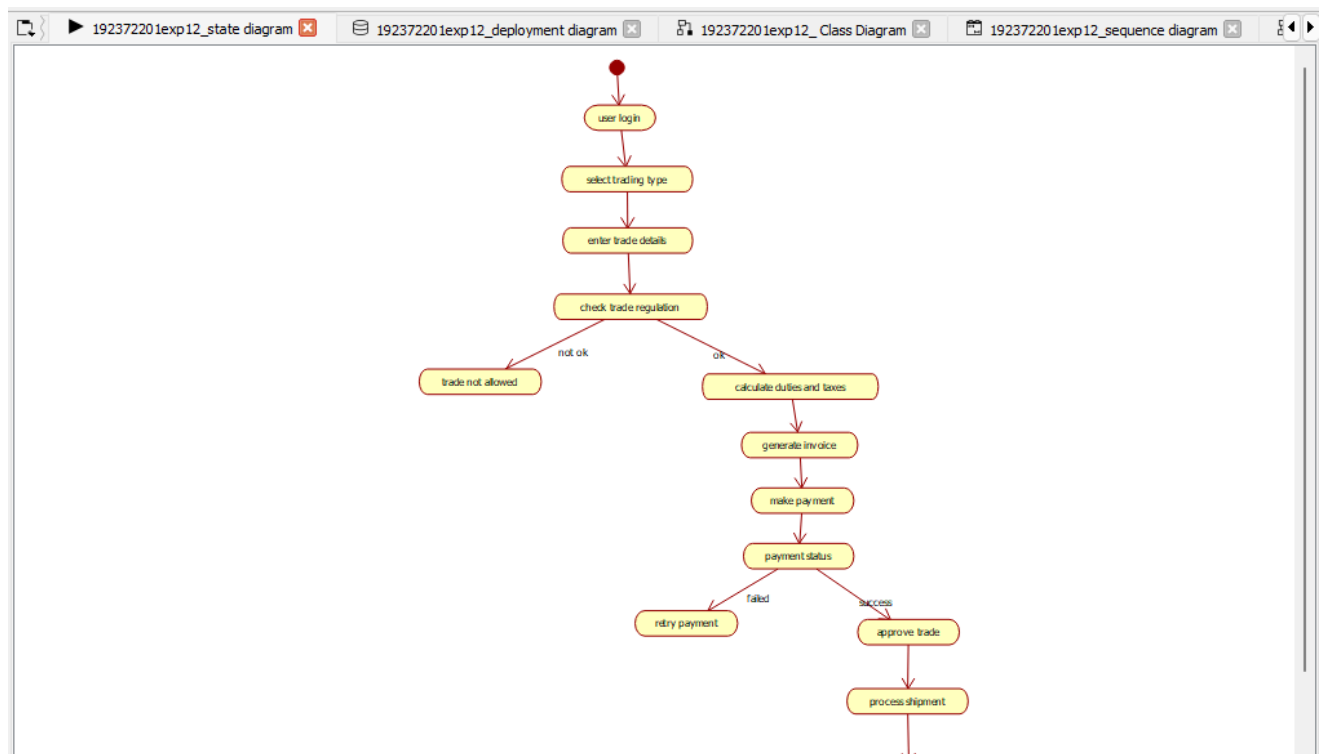 192372201exp12_state diagram
192372201exp12_deployment diagram
192372201exp12_ Class Diagram
192372201exp12_sequence diagram
user login
select trading type
enter trade details
check trade regulation
not ok
ok
trade not allowed
calculate duties and taxes
generate invoice
make payment
payment status
failed
success
retry payment
approve trade
process shipment